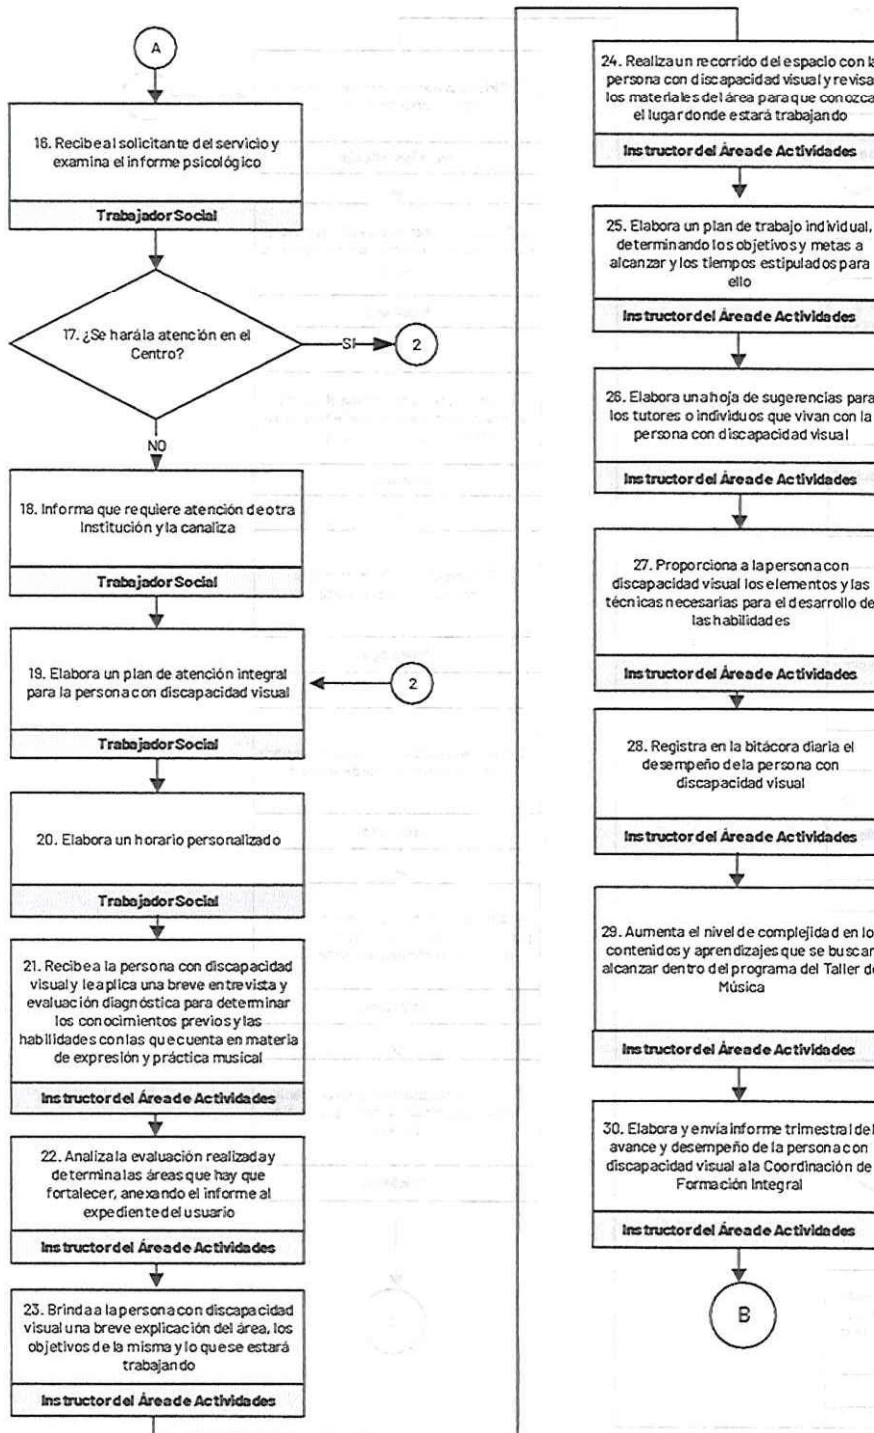 A
16. Recibe al solicitante del servicio y
examina el informe psicológico
Trabajador Social
17. ¿Se hará la atención en el
Centro?
SI
2
NO
18. Informa que requiere atención de otra
Institución y la canaliza
Trabajador Social
19. Elabora un plan de atención integral
para la persona con discapacidad visual
2
Trabajador Social
20. Elabora un horario personalizado
Trabajador Social
21. Recibe a la persona con discapacidad
visual y le aplica una breve entrevista y
evaluación diagnóstica para determinar
los conocimientos previos y las
habilidades con las que cuenta en materia
de expresión y práctica musical
Instructor del Área de Actividades
22. Analiza la evaluación realizada y
determina las áreas que hay que
fortalecer, anexando el informe al
expediente del usuario
Instructor del Área de Actividades
23. Brinda a la persona con discapacidad
visual una breve explicación del área, los
objetivos de la misma y lo que se estará
trabajando
Instructor del Área de Actividades
24. Realiza un recorrido del espacio con la
persona con discapacidad visual y revisa
los materiales del área para que conozca
el lugar donde estará trabajando
Instructor del Área de Actividades
25. Elabora un plan de trabajo individual,
determinando los objetivos y metas a
alcanzar y los tiempos estipulados para
ello
Instructor del Área de Actividades
26. Elabora una hoja de sugerencias para
los tutores o individuos que vivan con la
persona con discapacidad visual
Instructor del Área de Actividades
27. Proporciona a la persona con
discapacidad visual los elementos y las
técnicas necesarias para el desarrollo de
las habilidades
Instructor del Área de Actividades
28. Registra en la bitácora diaria el
desempeño de la persona con
discapacidad visual
Instructor del Área de Actividades
29. Aumenta el nivel de complejidad en lo
contenidos y aprendizajes que se buscan
alcanzar dentro del programa del Taller de
Música
Instructor del Área de Actividades
30. Elabora y envía informe trimestral del
avance y desempeño de la persona con
discapacidad visual a la Coordinación de
Formación Integral
Instructor del Área de Actividades
B